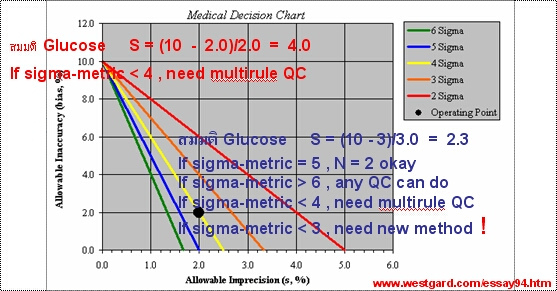 Medical Decision Chart
12.0
สมมติ Glucose S = (10 - 2.0)/2.0 = 4.0
If sigma-metric < 4 , need multirule QC
8.0
6.0
4.0
2.0
0.0
Allowable Inaccuracy (bias, %)
6 Sigma
5 Sigma
4 Sigma
3 Sigma
2 Sigma
Operating Point
สมมติ Glucose S = (10 -3)/3.0 = 2.3
If sigma-metric = 5 , N = 2 okay
If sigma-metric > 6 , any QC can do
If sigma-metric < 4 , need multirule QC
If sigma-metric < 3 , need new method !
0.0 1.0 2.0 3.0 4.0 5.0 6.0
Allowable Imprecision (s, %)
www.westgard.com/essay94.htm